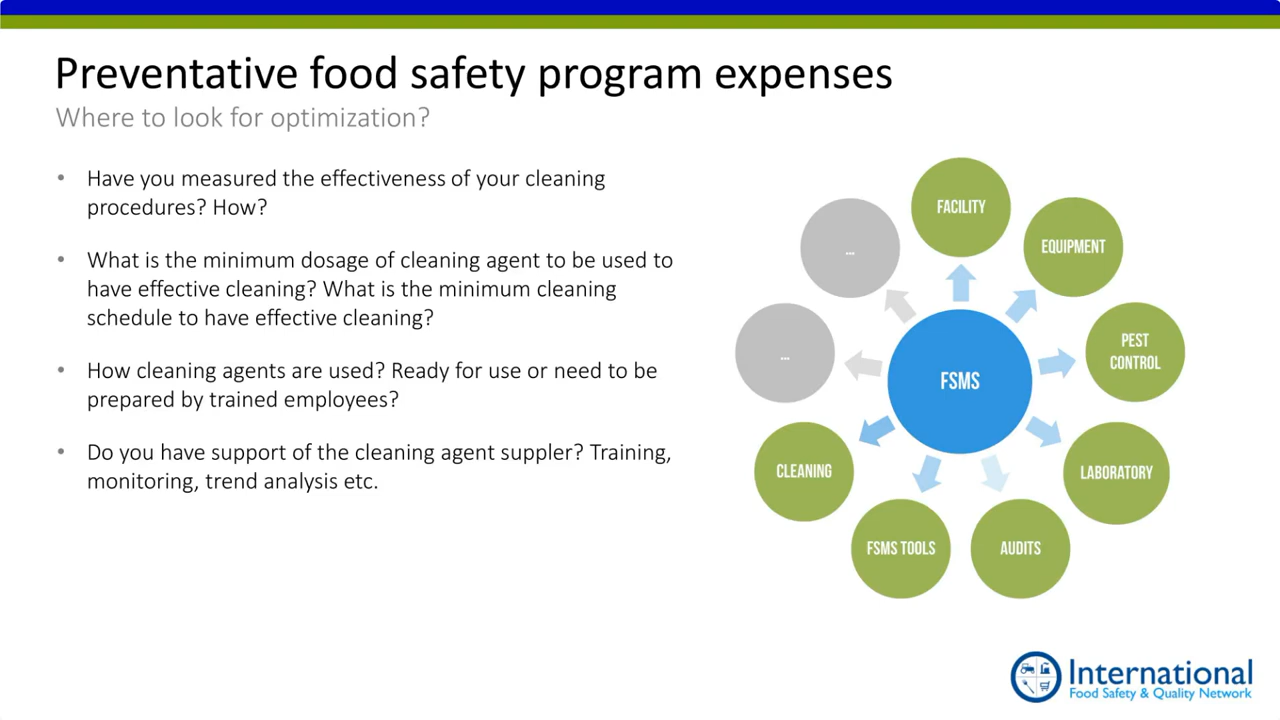 Preventative food safety program expenses
Where to look for optimization?
• Have you measured the effectiveness of your cleaning
procedures? How?
• What is the minimum dosage of cleaning agent to be used to
have effective cleaning? What is the minimum cleaning
schedule to have effective cleaning?
• How cleaning agents are used? Ready for use or need to be
prepared by trained employees?
• Do you have support of the cleaning agent suppler? Training,
monitoring, trend analysis etc.
FACILITY
EQUIPMENT
PEST
CONTROL
LABORATORY
AUDITS
FSMS TOOLS
CLEANING
...
...
FSMS
International
Food Safety & Quality Network